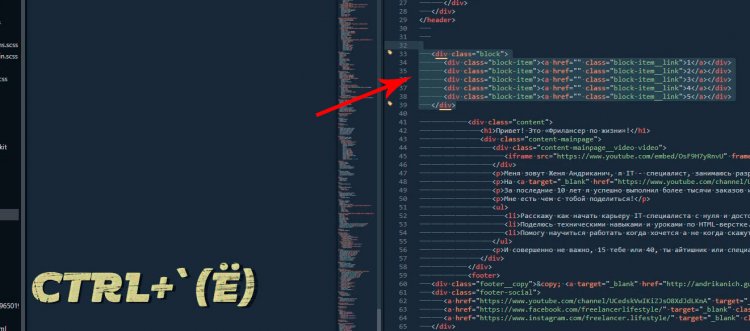 ns.scss
in.scss
css
s
kit
96501
CTRL+`(Ё)
27 </div>
28 </div>
29 </header>
30
31
32
33 <div class="block">
34 <div class="block-item"><a href="" class="block-item__link">1</a></div>
35 <div class="block-item"><a href="" class="block-item__link">2</a></div>
36 <div class="block-item"><a href="" class="block-item__link">3</a></div>
37 <div class="block-item"><a href="" class="block-item__link">4</a></div>
38 <div class="block-item"><a href="" class="block-item__link">5</a></div>
39 </div>
40
41 <div class="content">
42 <h1>Привет! Это «Фрилансер по жизни»!</h1>
43 <div class="content-mainpage">
44 <div class="content-mainpage__video video">
45 <iframe src="https://www.youtube.com/embed/OsF9H7yRnvU" fram
46 </div>
47 <p>Меня зовут Женя Андриканич, я IT - специалист, занимаюсь разр
48 <p>На <a target="_blank" href="https://www.youtube.com/channel/U
49 <p>За последние 10 лет я успешно выполнил более тысячи заказов и
50 <p>Мне есть чем с тобой поделиться!</p>
51 <ul>
52 <li>Расскажу как начать карьеру IT-специалиста с нуля и дост
53 <li>Поделюсь техническими навыками и уроками по HTML-верстке
54 <li>Помогу научиться работать когда хочется а не когда скажут
55 </ul>
56 <p>И совершенно не важно, 15 тебе или 40, ты айтишник или специ
57 </div>
58 </div>
59 <footer>
60 <div class="footer__copy">&copy; <a target="_blank" href="http://andrikanich.gu
61 <div class="footer-social">
62 <a href="https://www.youtube.com/channel/UCedskVwIKiZJsO8XdJdLKnA" target=
63 <a href="https://www.facebook.com/freelancerlifestyle/" target="_blank" cl
64 <a href="https://www.instagram.com/freelancer.lifestyle/" target="_blank"
65 </div>